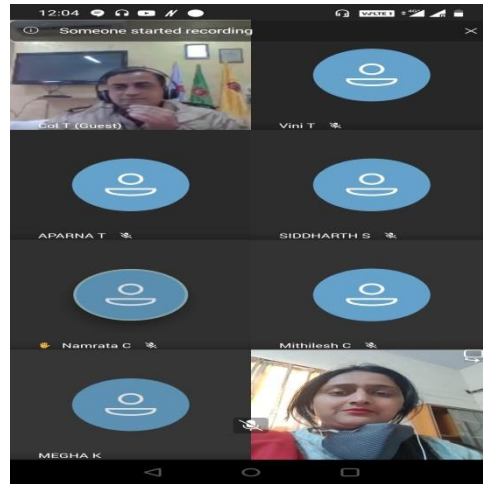 12:04
Someone started recording
Col T (Guest)
Vini T
APARNA T
SIDDHARTH S
Namrata C
Mithilesh C
MEGHA K